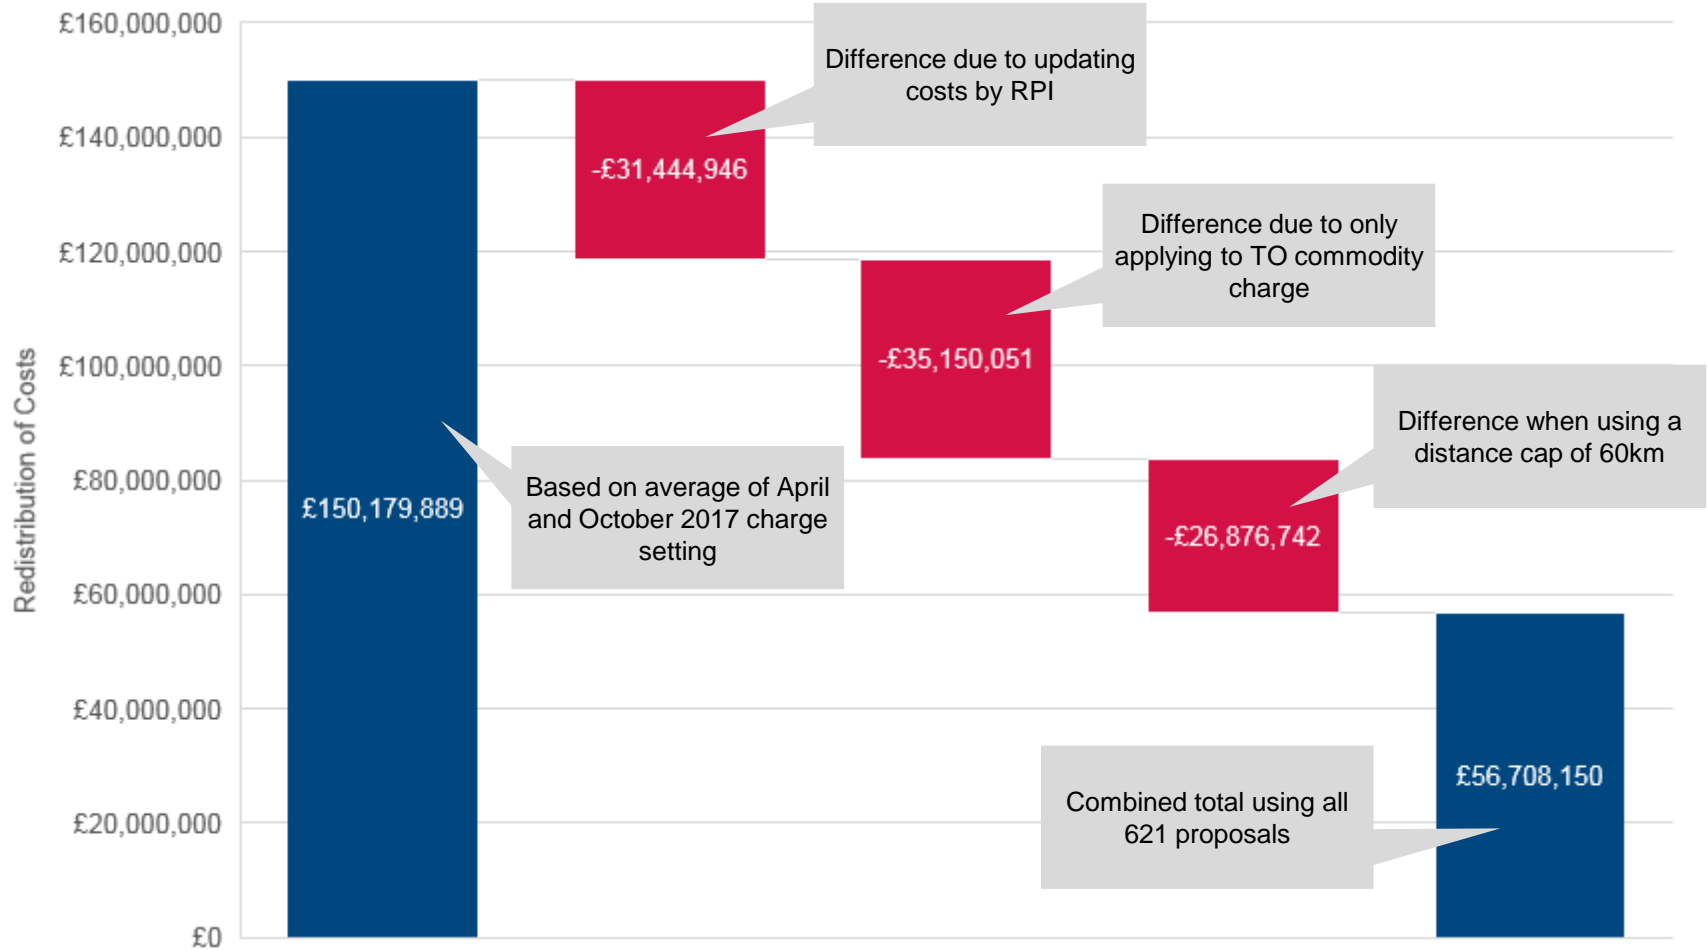 £160,000,000
£140,000,000
£120,000,000
£100,000,000
£80,000,000
£60,000,000
£40,000,000
£20,000,000
£0
Redistribution of Costs
£150,179,889
Based on average of April
and October 2017 charge
setting
-£31,444,946
Difference due to updating
costs by RPI
-£35,150,051
Difference due to only
applying to TO commodity
charge
-£26,876,742
Difference when using a
distance cap of 60km
£56,708,150
Combined total using all
621 proposals